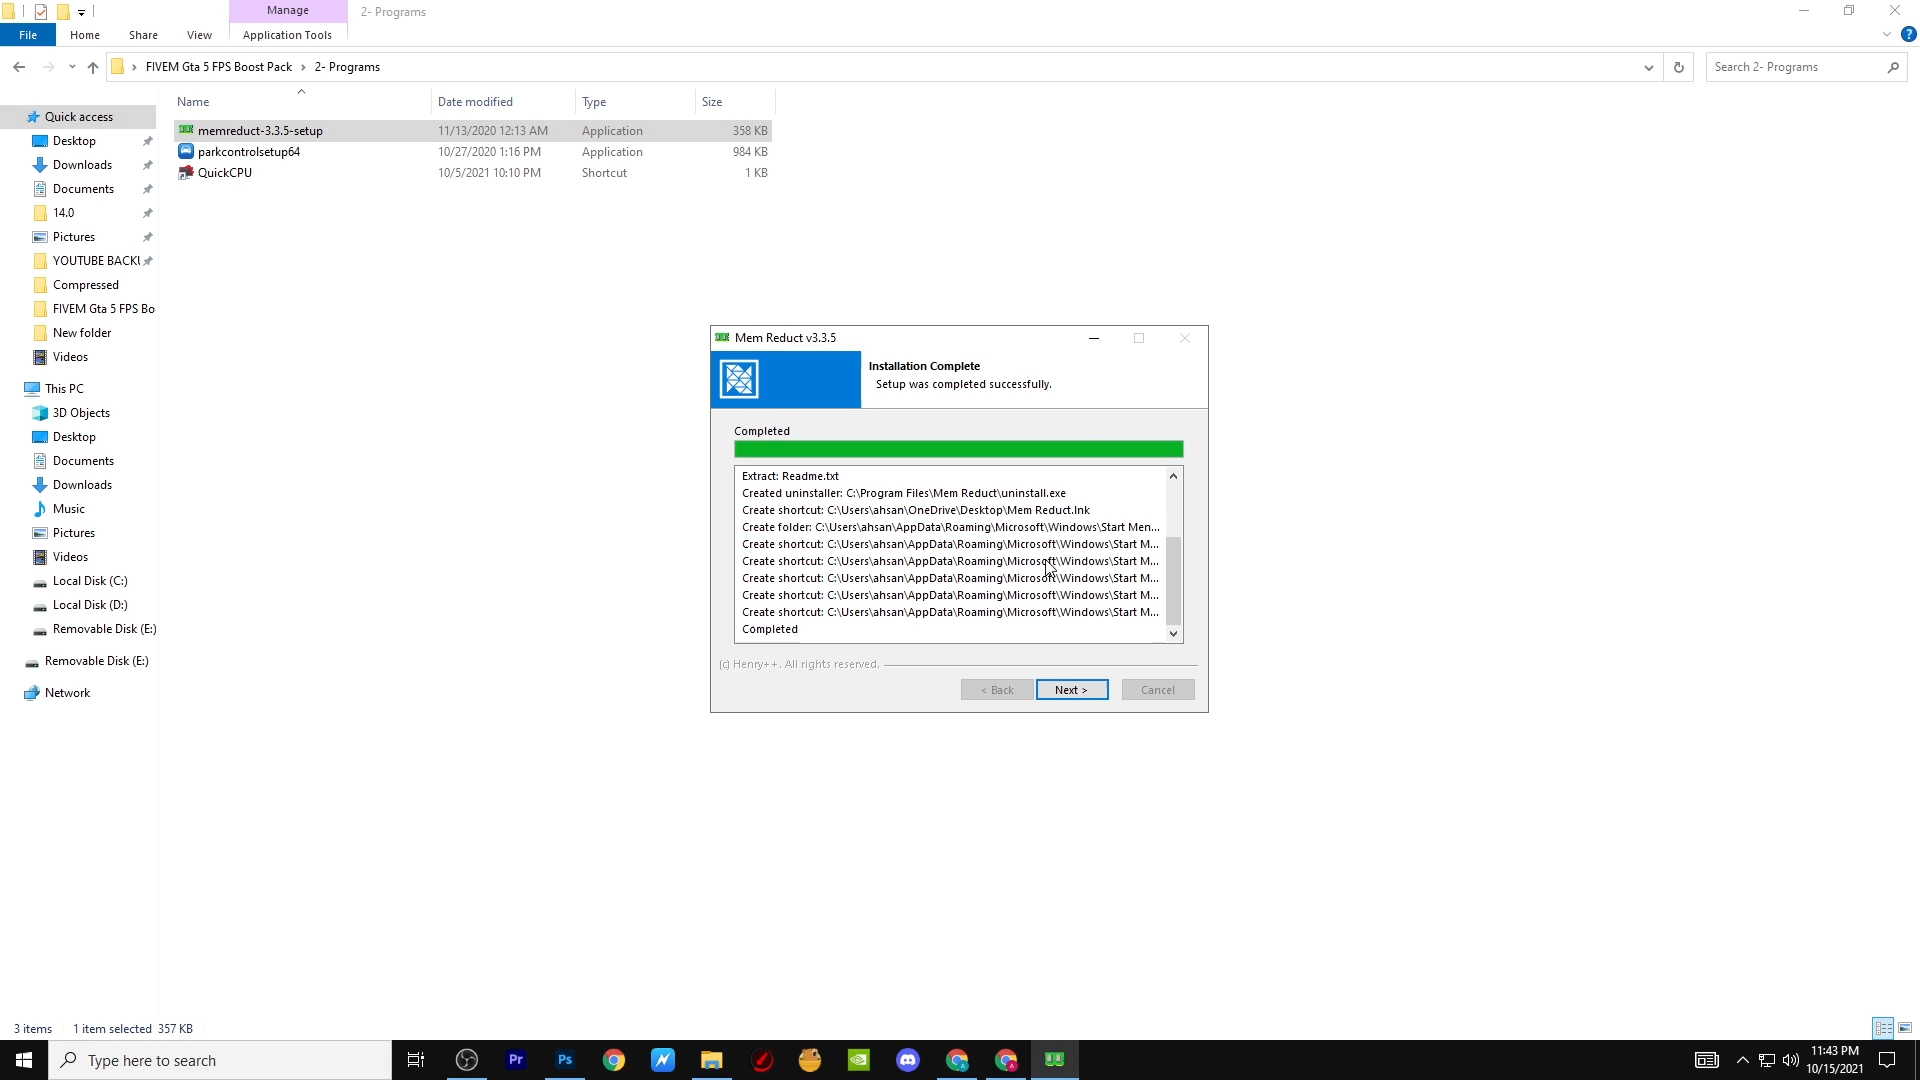 Manage
2- Programs
File
Home
Share
View
Application Tools
?
FIVEM Gta 5 FPS Boost Pack
2- Programs
Search 2- Programs
Name
Date modified
Type
Size
memreduct-3.3.5-setup
11/13/2020 12:13 AM
Application
358 KB
parkcontrolsetup64
10/27/2020 1:16 PM
Application
984 KB
QuickCPU
10/5/2021 10:10 PM
Shortcut
1 KB
Quick access
Desktop
Downloads
Documents
14.0
Pictures
YOUTUBE BACKU
Compressed
FIVEM Gta 5 FPS Bo
New folder
Videos
This PC
3D Objects
Desktop
Documents
Downloads
Music
Pictures
Videos
Local Disk (C:)
Local Disk (D:)
Removable Disk (E:)
Removable Disk (E:)
Network
Mem Reduct v3.3.5
Installation Complete
Setup was completed successfully.
Completed
Extract: Readme.txt
Created uninstaller: C:\Program Files\Mem Reduct\uninstall.exe
Create shortcut: C:\Users\ahsan\OneDrive\Desktop\Mem Reduct.lnk
Create folder: C:\Users\ahsan\AppData\Roaming\Microsoft\Windows\Start Men...
Create shortcut: C:\Users\ahsan\AppData\Roaming\Microsoft\Windows\Start M...
Create shortcut: C:\Users\ahsan\AppData\Roaming\Microsoft\Windows\Start M...
Create shortcut: C:\Users\ahsan\AppData\Roaming\Microsoft\Windows\Start M...
Create shortcut: C:\Users\ahsan\AppData\Roaming\Microsoft\Windows\Start M...
Create shortcut: C:\Users\ahsan\AppData\Roaming\Microsoft\Windows\Start M...
Completed
(c) Henry++. All rights reserved.
< Back
Next >
Cancel
3 items
1 item selected 357 KB
Type here to search
Pr
Ps
11:43 PM
10/15/2021